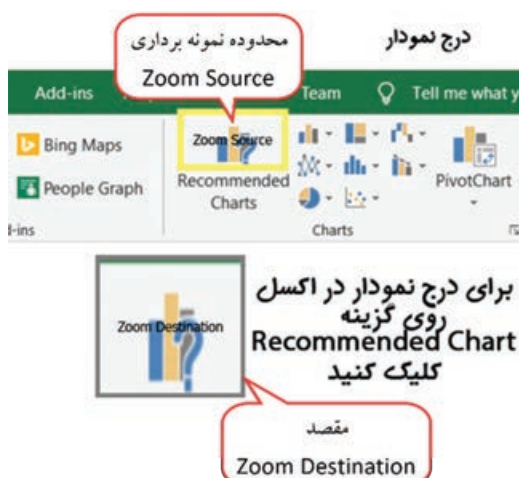 درج نمودار
محدوده نمونه برداری
Zoom Source
Add-ins
Team
Tell me what y
Bing Maps
People Graph
Zoom Source
Recommended
Charts
PivotChart
d-ins
Charts
Zoom Destination
برای درج نمودار در اکسل
روی گزینه
Recommended Chart
کلیک کنید
مقصد
Zoom Destination